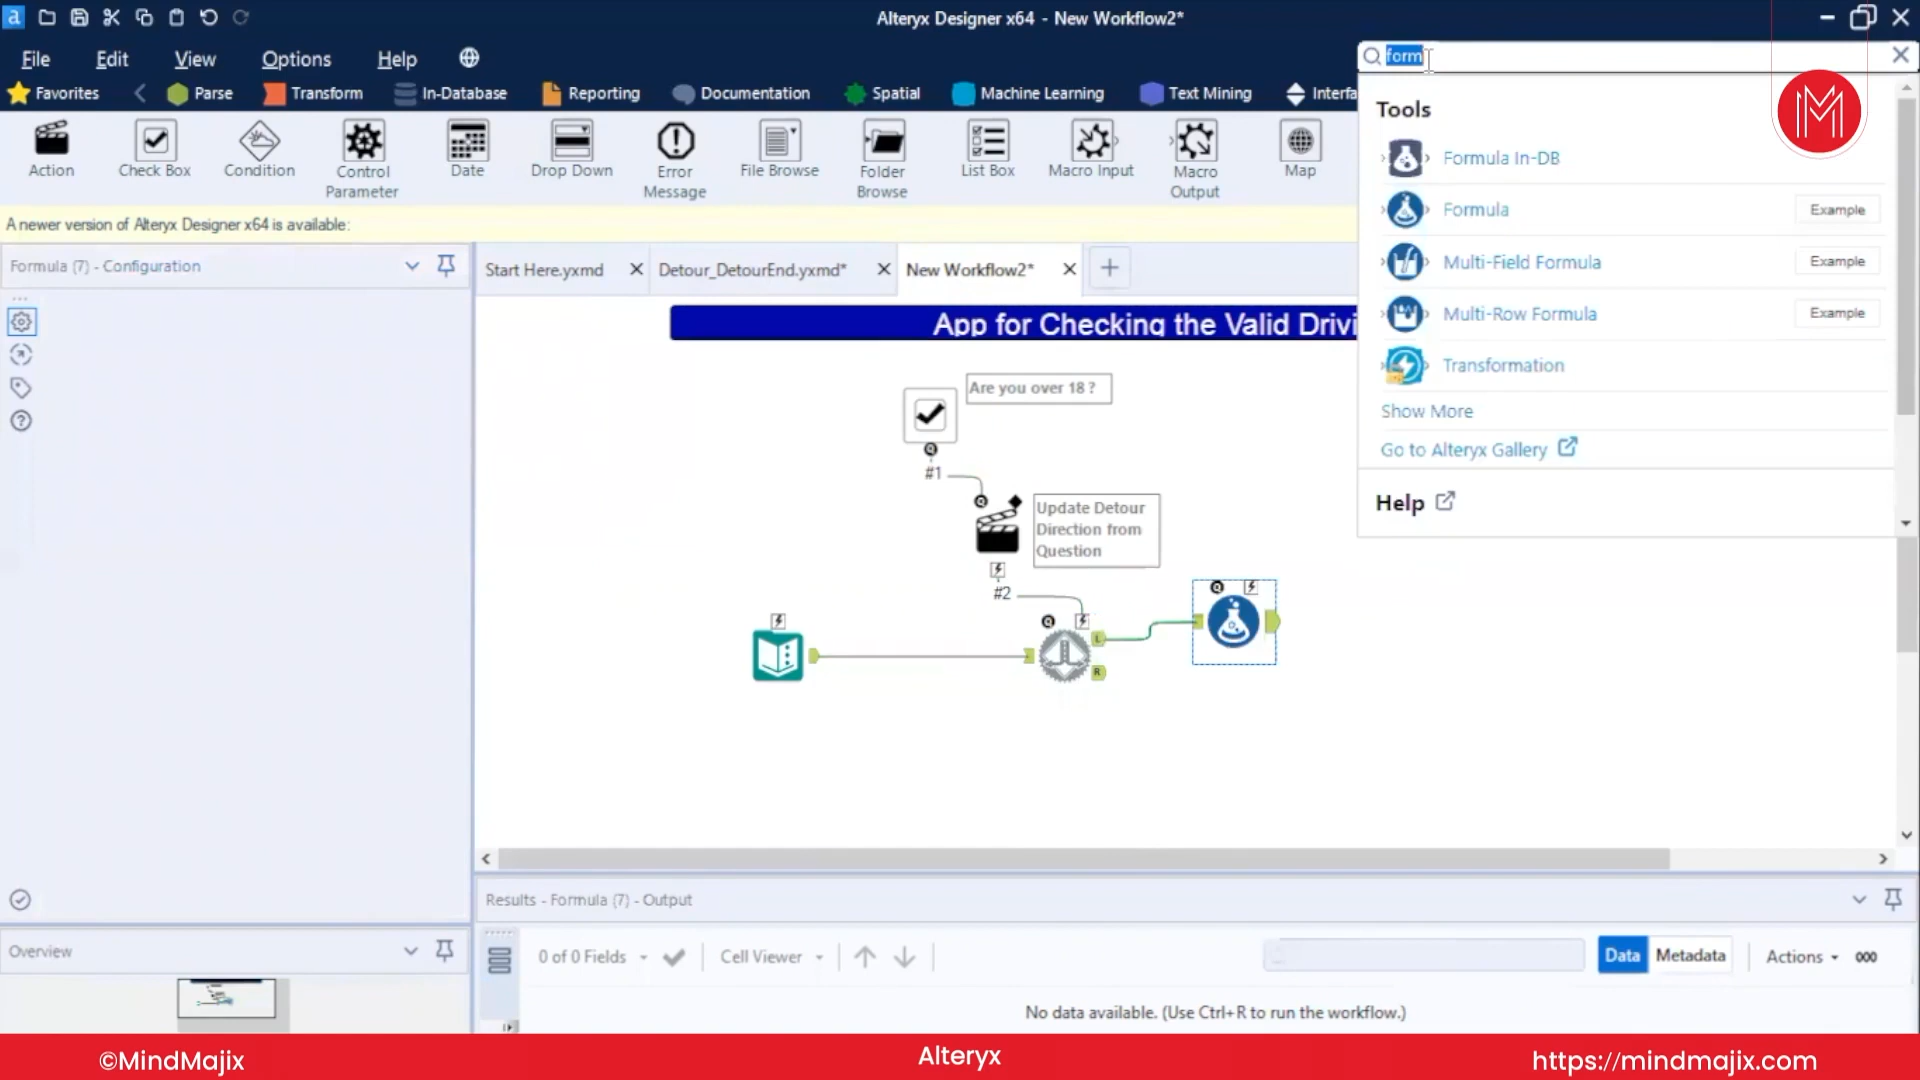 a
Alteryx Designer x64 - New Workflow2*
File Edit View Options Help
form
Favorites Parse Transform In-Database Reporting Documentation Spatial Machine Learning Text Mining Interfa
Action
Check Box
Condition
Control
Parameter
Date
Drop Down
Error
Message
File Browse
Folder
Browse
List Box
Macro Input
Macro
Output
Map
Tools
Formula In-DB
Formula Example
Multi-Field Formula Example
Multi-Row Formula Example
Transformation
Show More
Go to Alteryx Gallery
Help
M
A newer version of Alteryx Designer x64 is available:
Formula (7) - Configuration
Start Here.yxmd
Detour_DetourEnd.yxmd*
New Workflow2*
App for Checking the Valid Drivi
Are you over 18 ?
#1
Update Detour
Direction from
Question
#2
L
R
Results - Formula (7) - Output
Overview
0 of 0 Fields
Cell Viewer
Data
Metadata
Actions
000
No data available. (Use Ctrl+R to run the workflow.)
©MindMajix
Alteryx
https://mindmajix.com